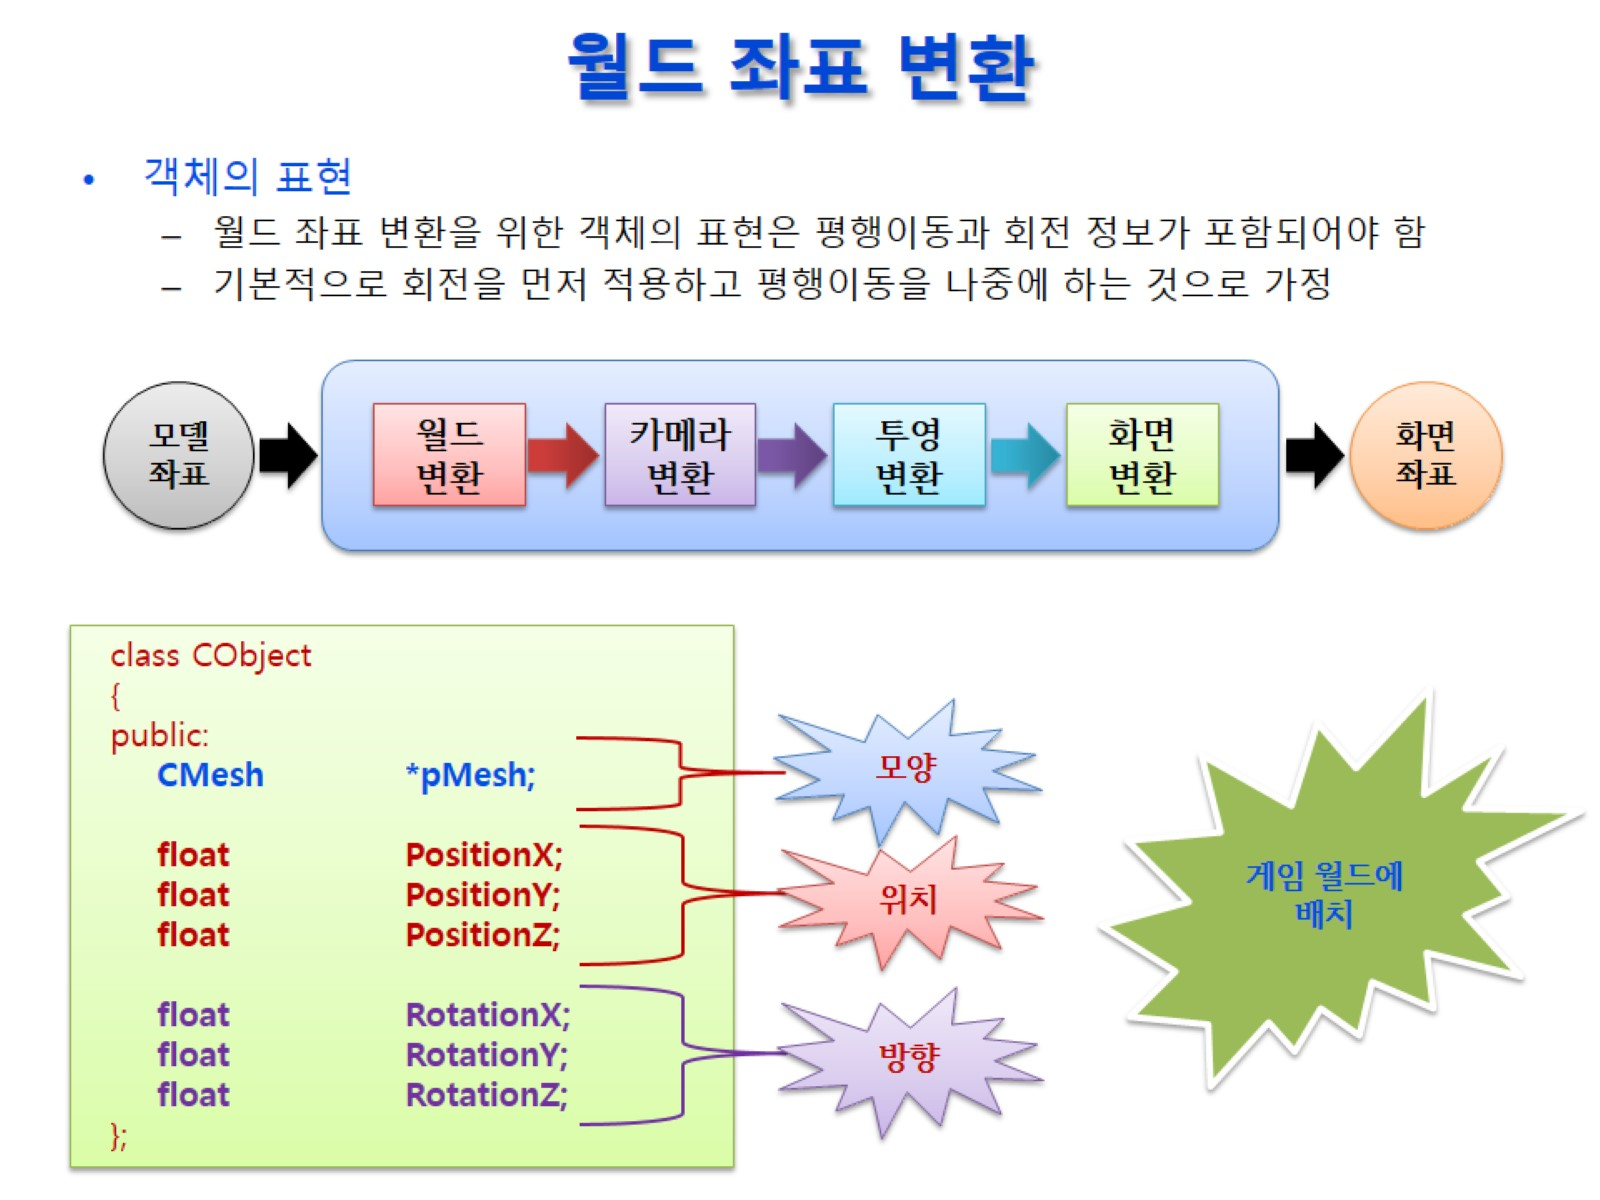 월드 좌표 변환
• 객체의 표현
– 월드 좌표 변환을 위한 객체의 표현은 평행이동과 회전 정보가 포함되어야 함
– 기본적으로 회전을 먼저 적용하고 평행이동을 나중에 하는 것으로 가정
모델
좌표
월드
변환
카메라
변환
투영
변환
화면
변환
화면
좌표
class CObject
{
public:
CMesh *pMesh;
float PositionX;
float PositionY;
float PositionZ;
float RotationX;
float RotationY;
float RotationZ;
};
모양
위치
방향
게임 월드에
배치